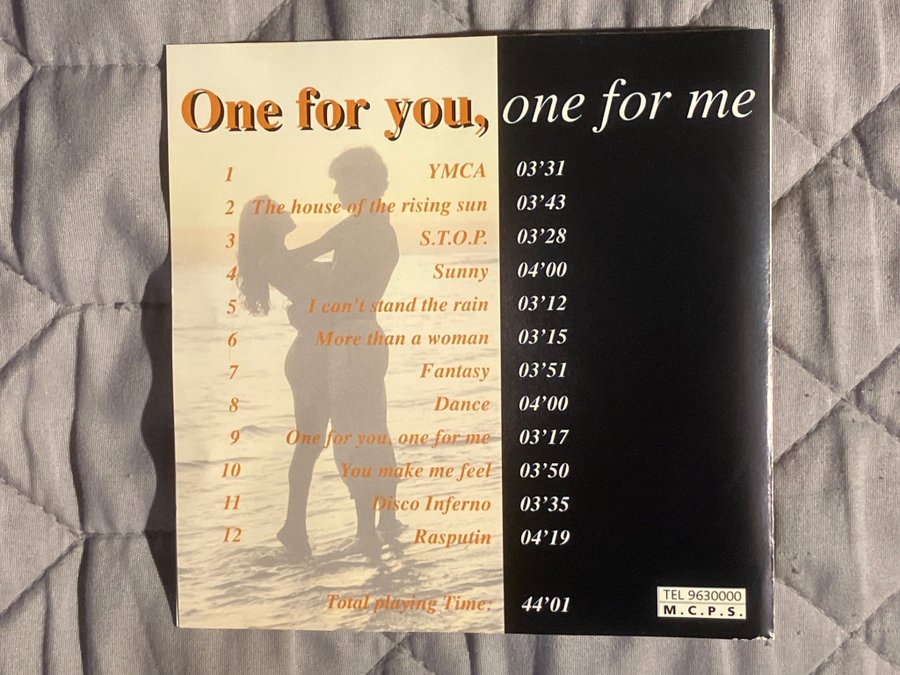 One for you, one for me
1 YMCA 03'31
2 The house of the rising sun 03'43
3 S.T.O.P. 03'28
4 Sunny 04'00
5 I can't stand the rain 03'12
6 More than a woman 03'15
7 Fantasy 03'51
8 Dance 04'00
9 One for you, one for me 03'17
10 You make me feel 03'50
11 Disco Inferno 03'35
12 Rasputin 04'19
Total playing Time: 44'01
TEL 9630000
M.C.P.S.